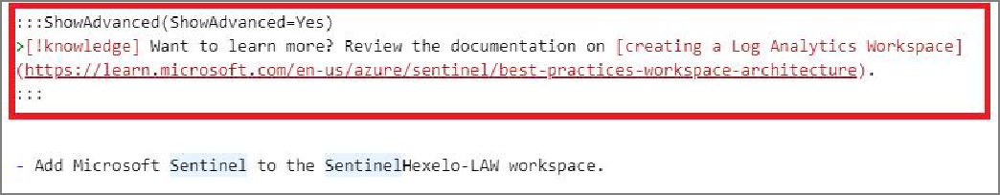 :::ShowAdvanced(ShowAdvanced=Yes)
>[!knowledge] Want to learn more? Review the documentation on [creating a Log Analytics Workspace]
(https://learn.microsoft.com/en-us/azure/sentinel/best-practices-workspace-architecture).
:::
- Add Microsoft Sentinel to the SentinelHexelo-LAW workspace.